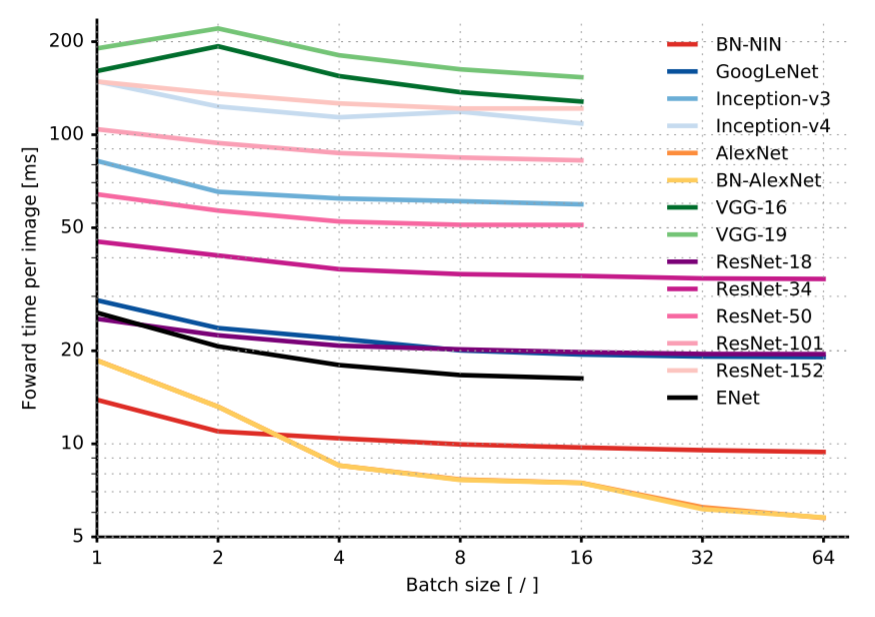 200
100
50
20
10
5
Foward time per image [ms]
1 2 4 8 16 32 64
Batch size [ / ]
BN-NIN
GoogLeNet
Inception-v3
Inception-v4
AlexNet
BN-AlexNet
VGG-16
VGG-19
ResNet-18
ResNet-34
ResNet-50
ResNet-101
ResNet-152
ENet